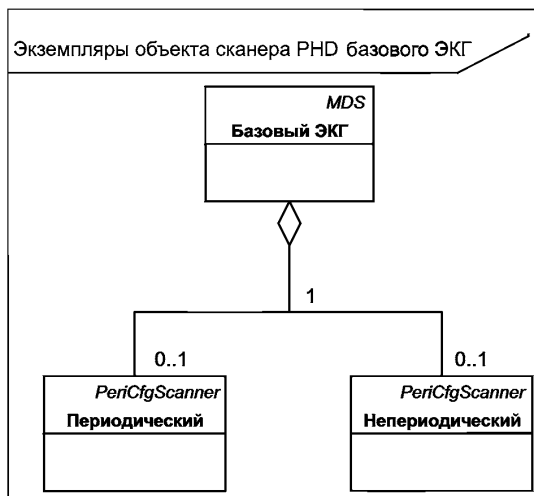 Экземпляры объекта сканера PHD базового ЭКГ
MDS
Базовый ЭКГ
1
0..1
0..1
PeriCfgScanner
Периодический
PeriCfgScanner
Непериодический